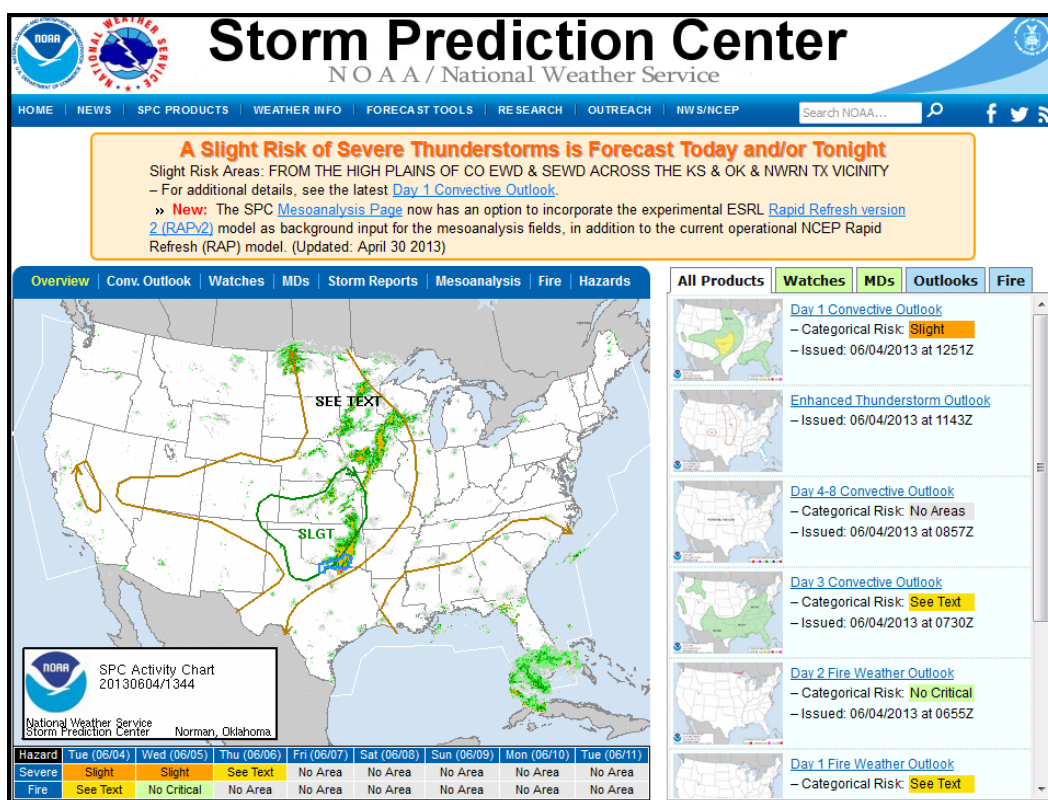 NOAA
NATIONAL WEATHER SERVICE
Storm Prediction Center
NOAA / National Weather Service
HOME NEWS SPC PRODUCTS WEATHER INFO FORECAST TOOLS RESEARCH OUTREACH NWS/NCEP Search NOAA...
A Slight Risk of Severe Thunderstorms is Forecast Today and/or Tonight
Slight Risk Areas: FROM THE HIGH PLAINS OF CO EWD & SEWD ACROSS THE KS & OK & NWRN TX VICINITY
– For additional details, see the latest Day 1 Convective Outlook.
» New: The SPC Mesoanalysis Page now has an option to incorporate the experimental ESRL Rapid Refresh version
2 (RAPv2) model as background input for the mesoanalysis fields, in addition to the current operational NCEP Rapid
Refresh (RAP) model. (Updated: April 30 2013)
Overview Conv. Outlook Watches MDs Storm Reports Mesoanalysis Fire Hazards
SEE TEXT
SLGT
NOAA
SPC Activity Chart
20130604/1344
National Weather Service
Storm Prediction Center Norman, Oklahoma
Hazard Tue (06/04) Wed (06/05) Thu (06/06) Fri (06/07) Sat (06/08) Sun (06/09) Mon (06/10) Tue (06/11)
Severe Slight Slight See Text No Area No Area No Area No Area No Area
Fire See Text No Critical No Area No Area No Area No Area No Area No Area
All Products Watches MDs Outlooks Fire
Day 1 Convective Outlook
– Categorical Risk: Slight
– Issued: 06/04/2013 at 1251Z
Enhanced Thunderstorm Outlook
– Issued: 06/04/2013 at 1143Z
Day 4-8 Convective Outlook
– Categorical Risk: No Areas
– Issued: 06/04/2013 at 0857Z
Day 3 Convective Outlook
– Categorical Risk: See Text
– Issued: 06/04/2013 at 0730Z
Day 2 Fire Weather Outlook
– Categorical Risk: No Critical
– Issued: 06/04/2013 at 0655Z
Day 1 Fire Weather Outlook
– Categorical Risk: See Text